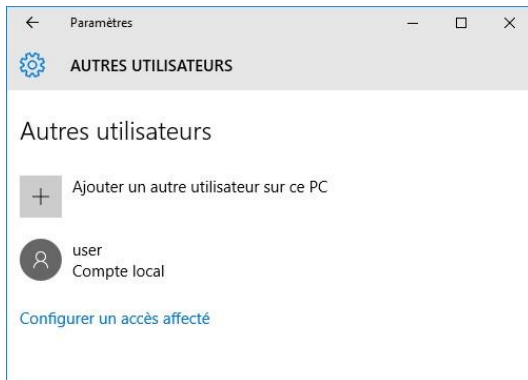 Paramètres
AUTRES UTILISATEURS
Autres utilisateurs
Ajouter un autre utilisateur sur ce PC
user
Compte local
Configurer un accès affecté